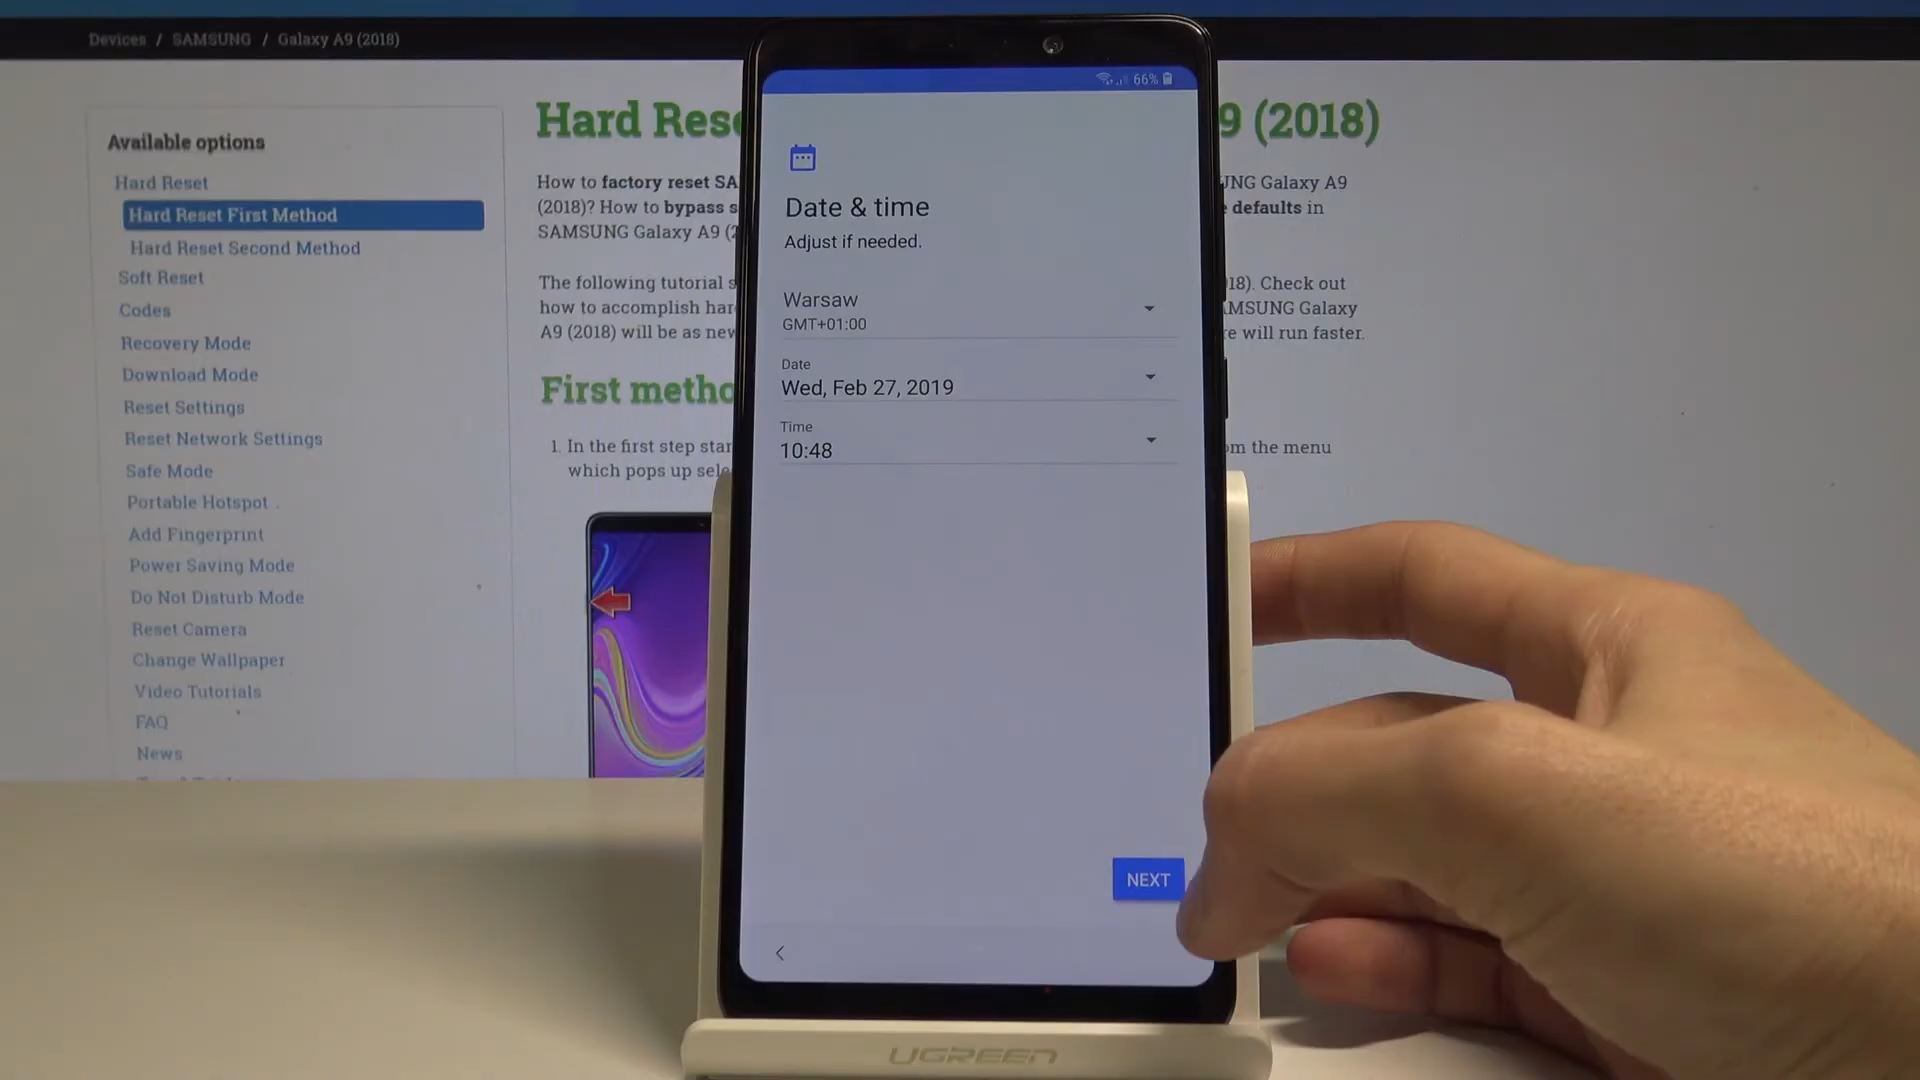 Devices / SAMSUNG / Galaxy A9 (2018)
Available options
Hard Reset
Hard Reset First Method
Hard Reset Second Method
Soft Reset
Codes
Recovery Mode
Download Mode
Reset Settings
Reset Network Settings
Safe Mode
Portable Hotspot
Add Fingerprint
Power Saving Mode
Do Not Disturb Mode
Reset Camera
Change Wallpaper
Video Tutorials
FAQ
News
Hard Rese
9 (2018)
How to factory reset SA
UNG Galaxy A9
(2018)? How to bypass s
defaults in
SAMSUNG Galaxy A9 (2
The following tutorial s
18). Check out
how to accomplish har
AMSUNG Galaxy
A9 (2018) will be as new
e will run faster.
First metho
1. In the first step star
om the menu
which pops up sele
66%
Date & time
Adjust if needed.
Warsaw
GMT+01:00
Date
Wed, Feb 27, 2019
Time
10:48
NEXT
UGREEN